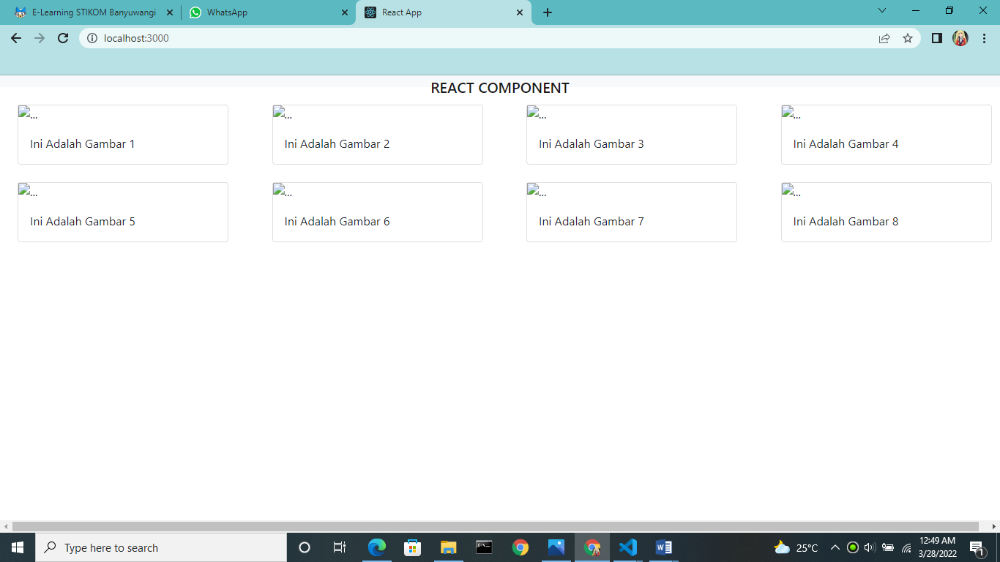 E-Learning STIKOM Banyuwangi
WhatsApp
React App
localhost:3000
REACT COMPONENT
...
...
...
...
Ini Adalah Gambar 1
Ini Adalah Gambar 2
Ini Adalah Gambar 3
Ini Adalah Gambar 4
...
...
...
...
Ini Adalah Gambar 5
Ini Adalah Gambar 6
Ini Adalah Gambar 7
Ini Adalah Gambar 8
Type here to search
25°C
12:49 AM
3/28/2022
1